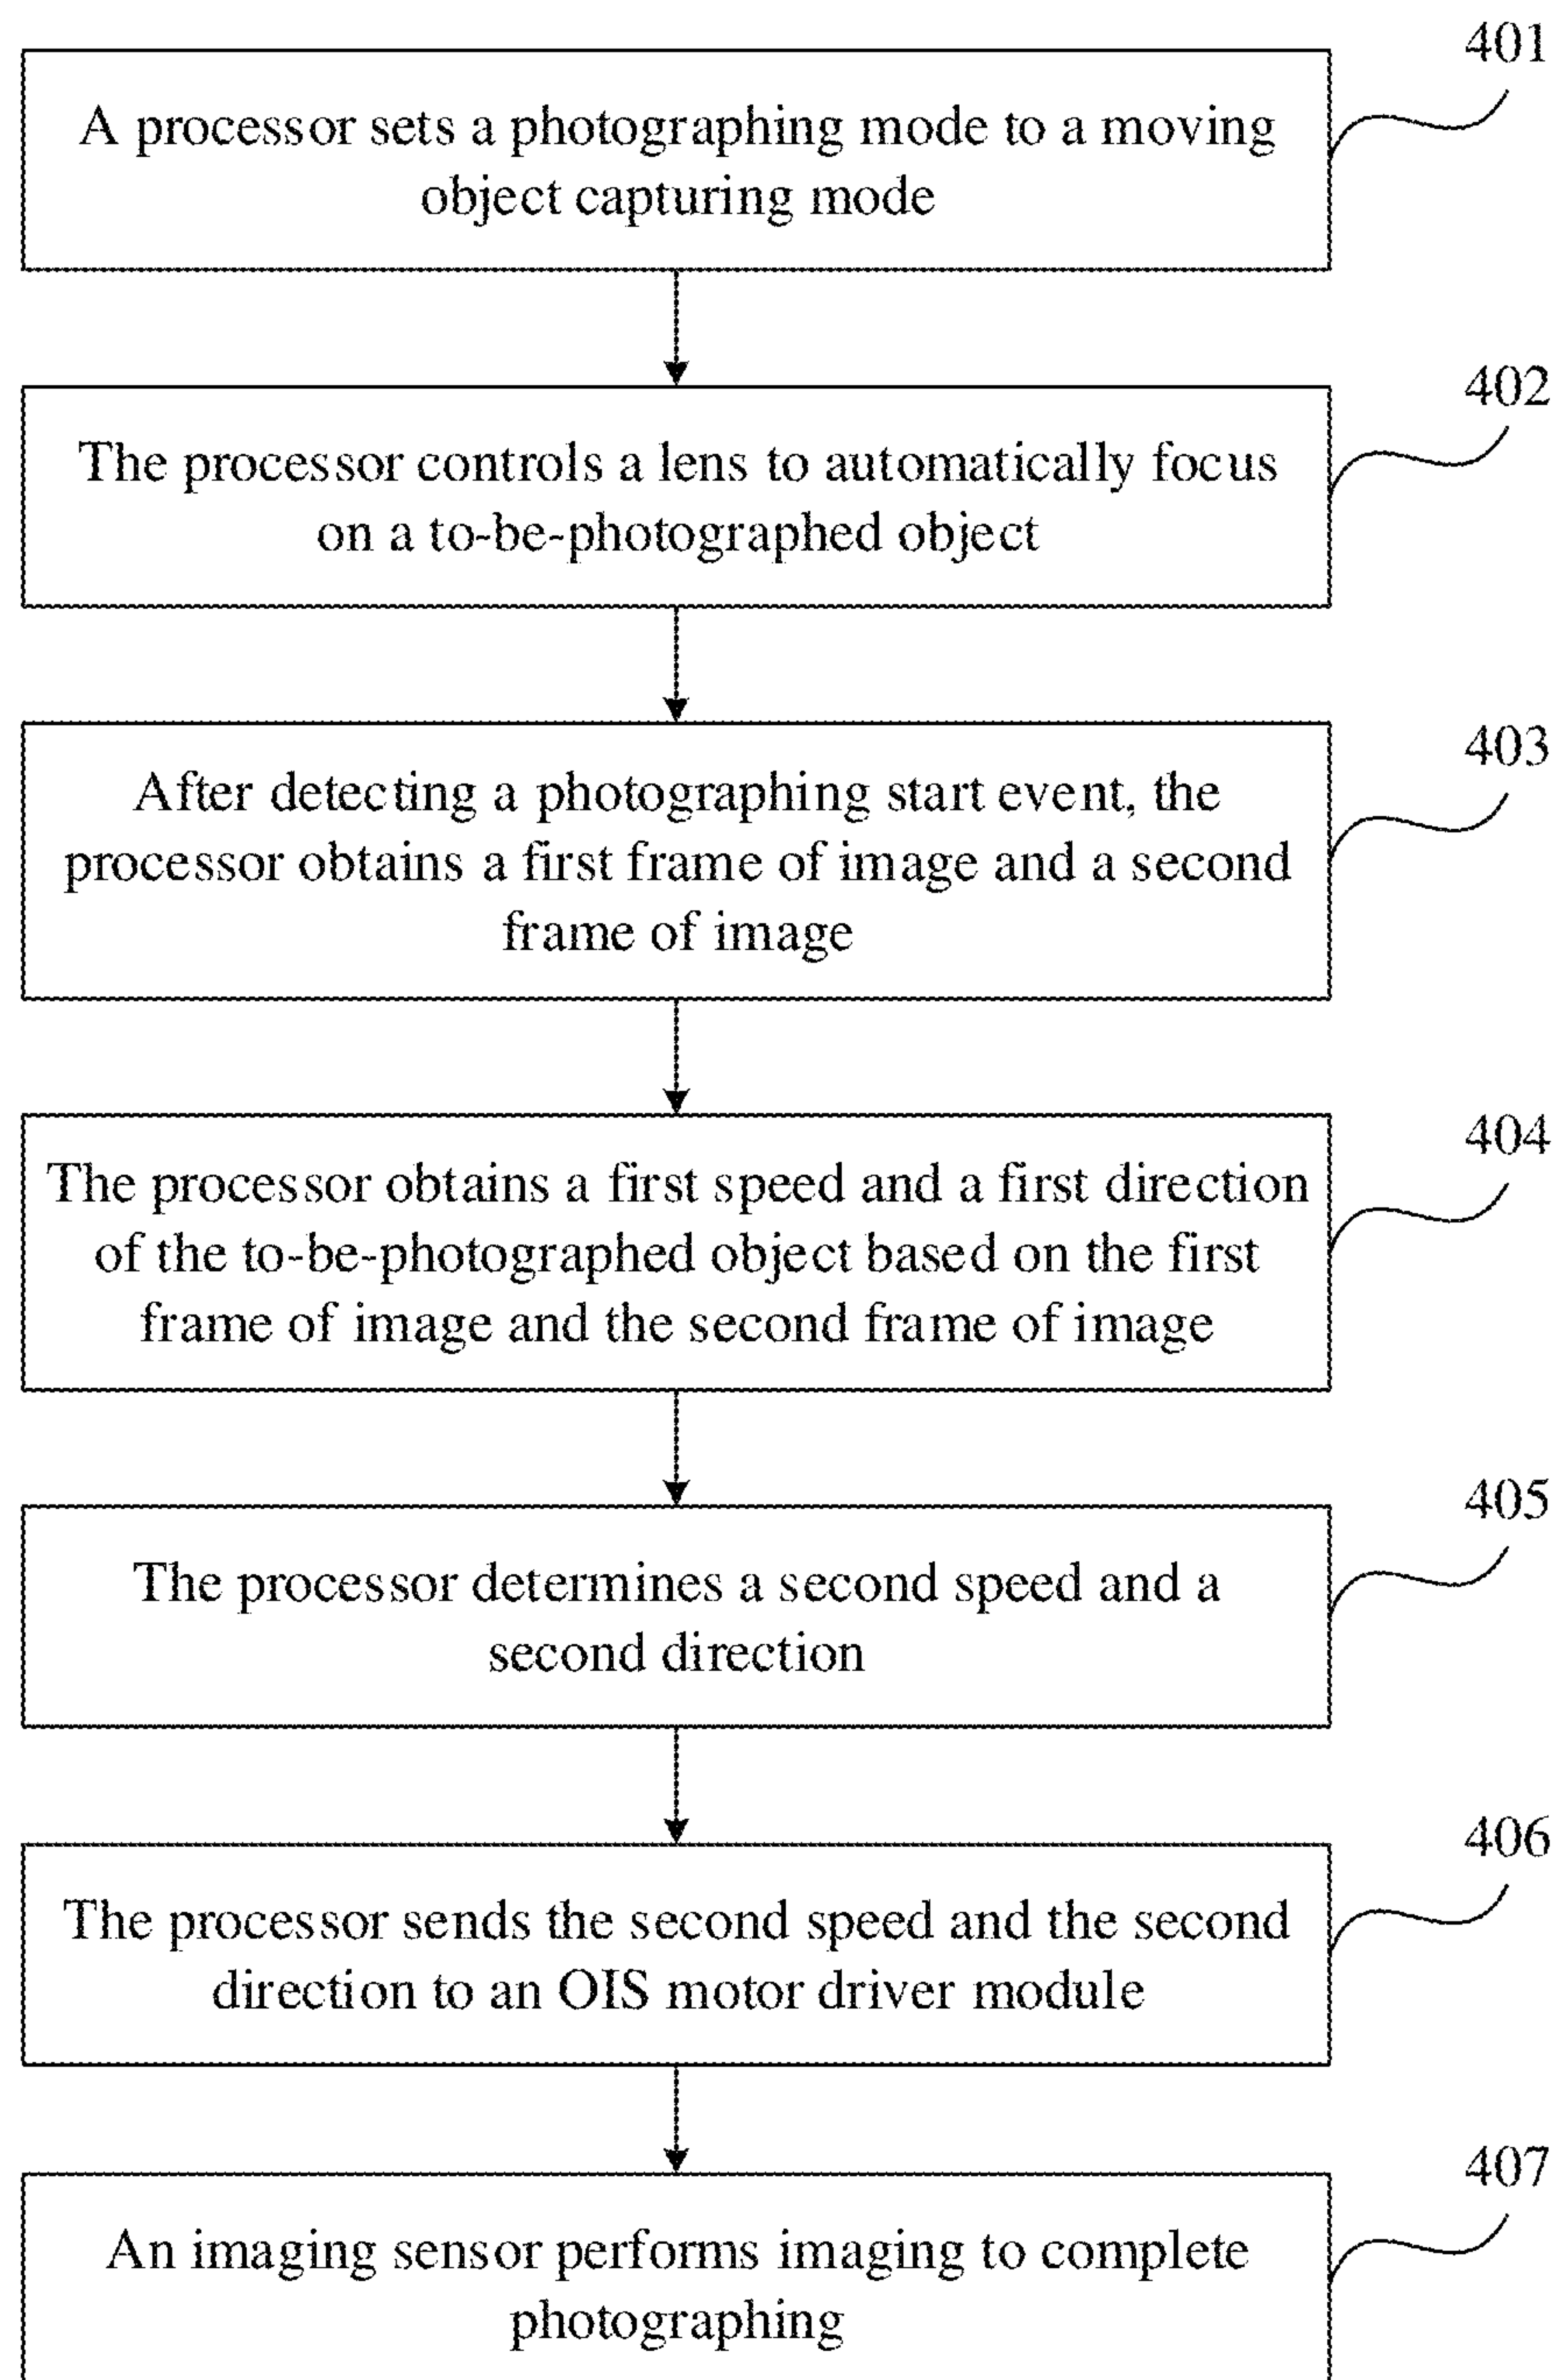 401
A processor sets a photographing mode to a moving
object capturing mode
402
The processor controls a lens to automatically focus
on a to-be-photographed object
403
After detecting a photographing start event, the
processor obtains a first frame of image and a second
frame of image
404
The processor obtains a first speed and a first direction
of the to-be-photographed object based on the first
frame of image and the second frame of image
405
The processor determines a second speed and a
second direction
406
The processor sends the second speed and the second
direction to an OIS motor driver module
407
An imaging sensor performs imaging to complete
photographing